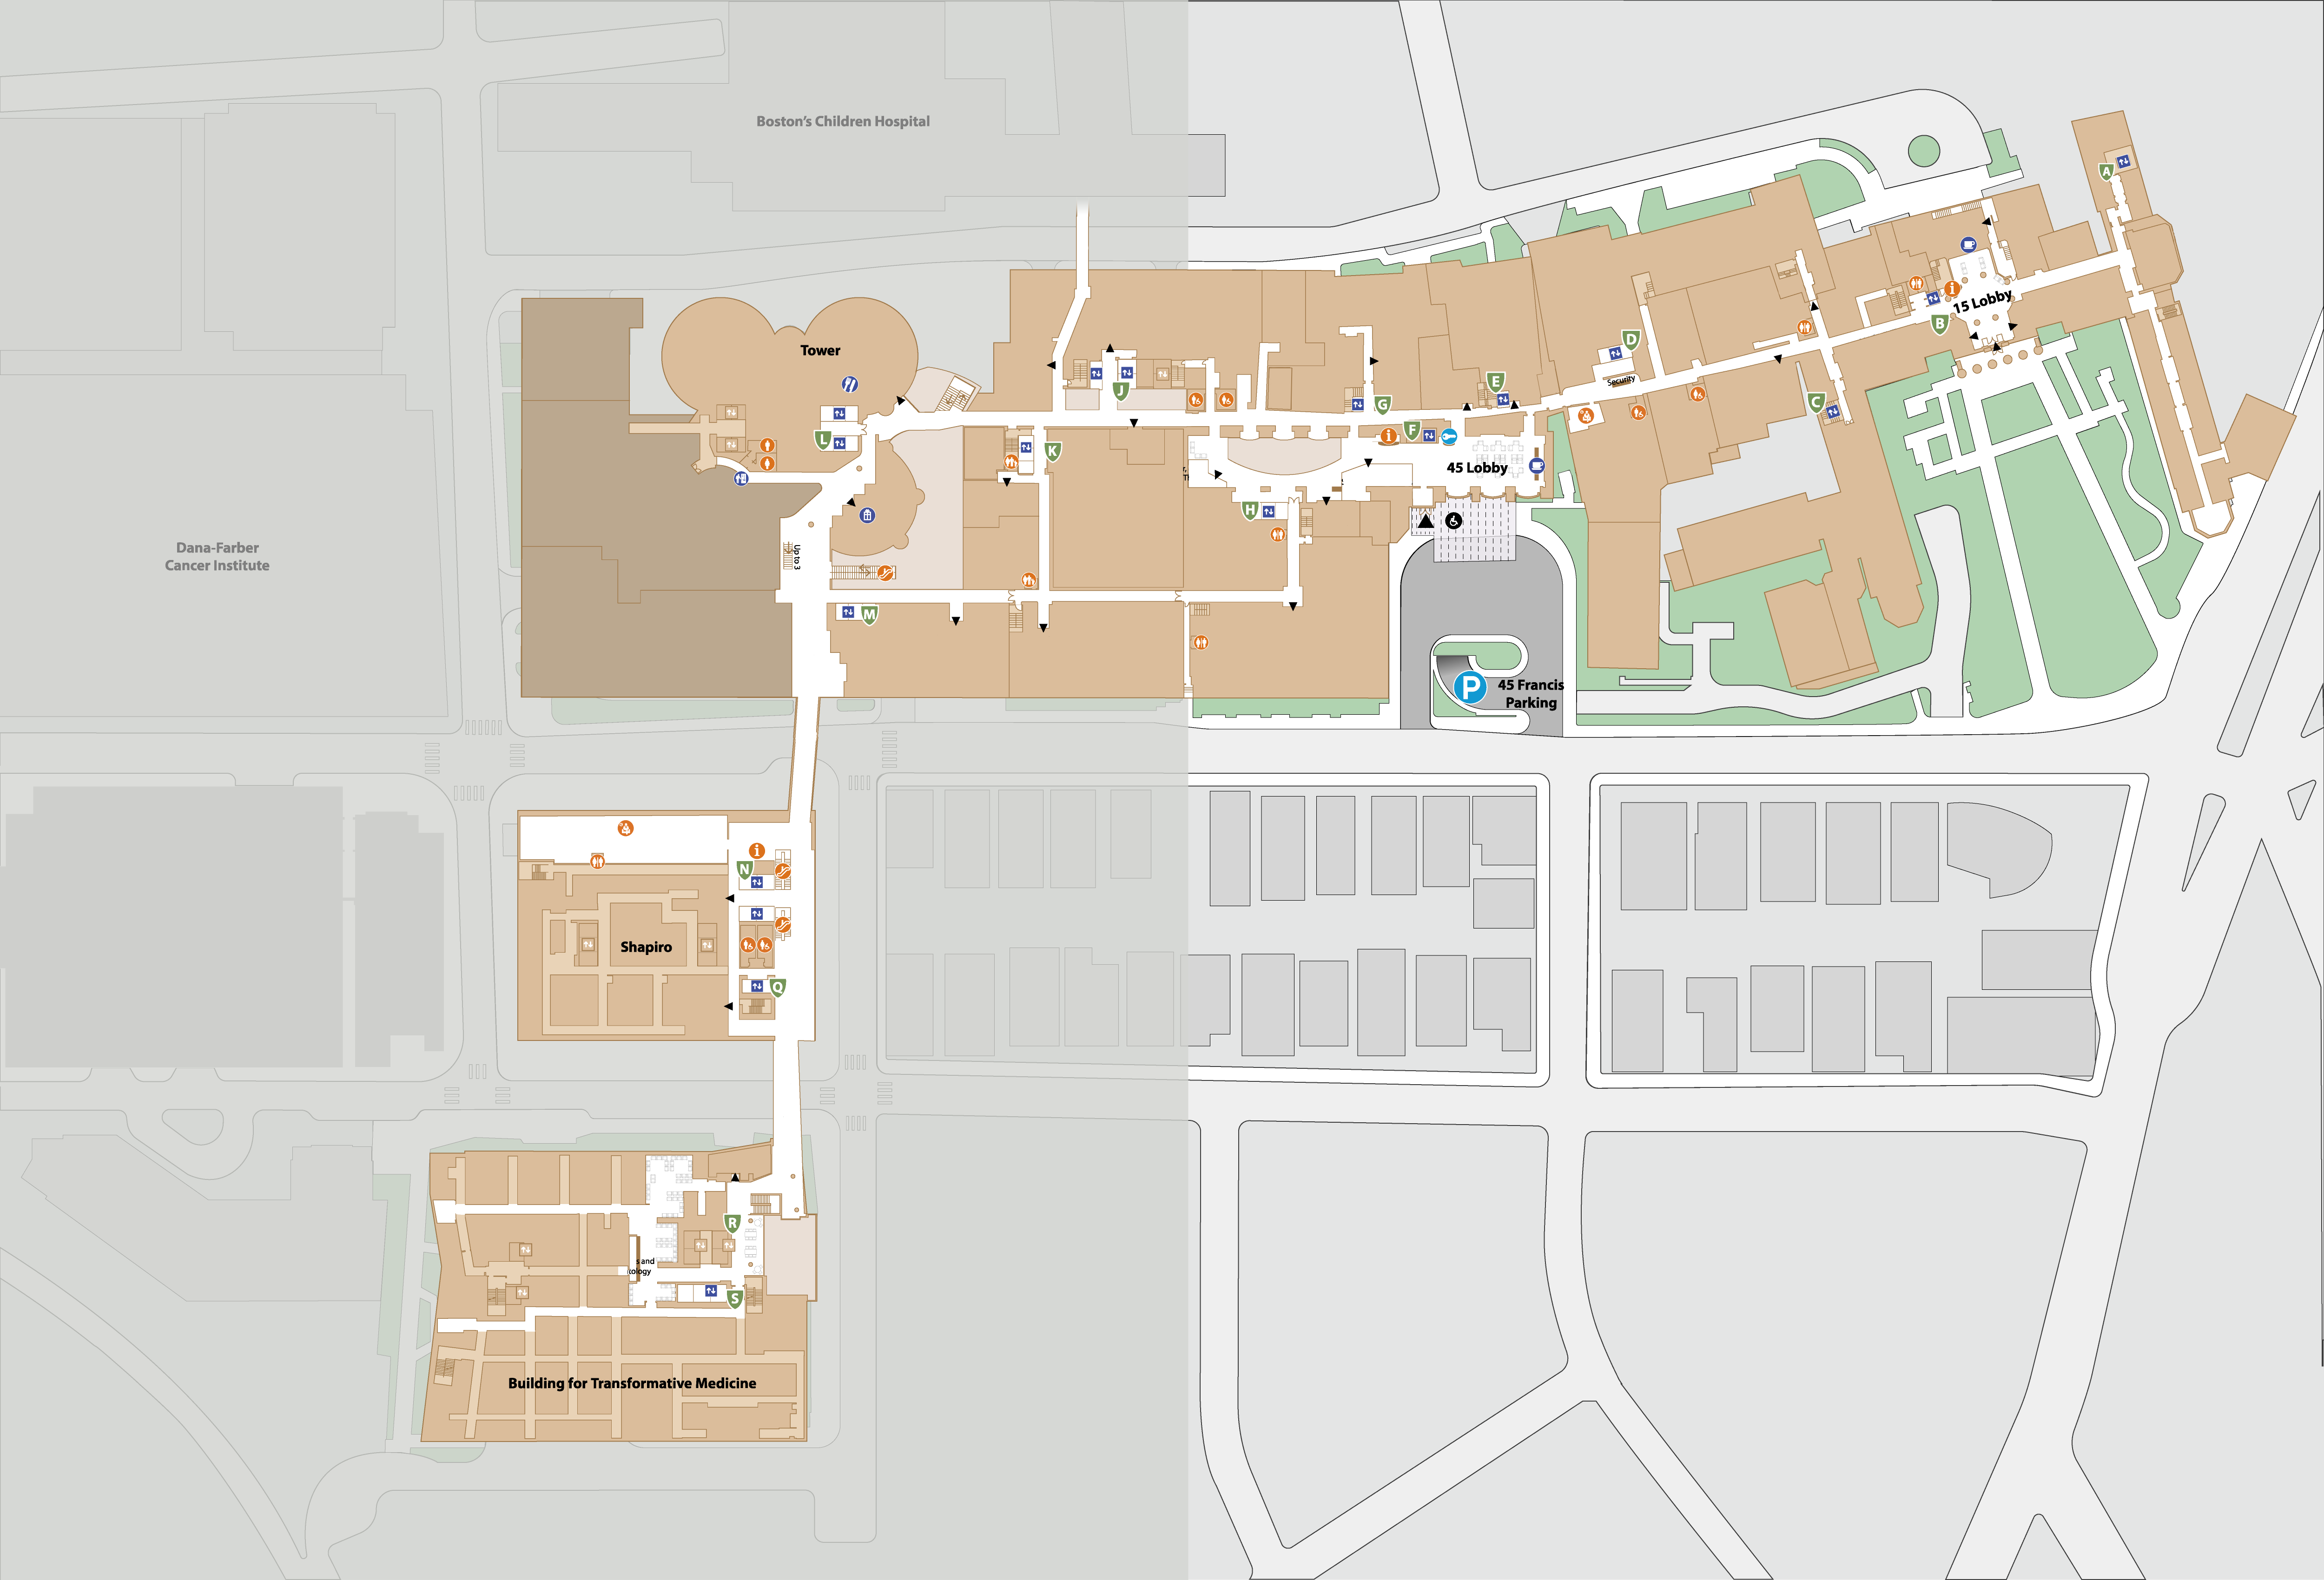 Boston's Children Hospital
A
15 Lobby
i
B
Tower
D
Security
E
J
C
G
F
i
L
K
45 Lobby
H
Dana-Farber
Cancer Institute
Up to 3
M
P
45 Francis
Parking
i
N
Shapiro
Q
R
s and
cology
S
Building for Transformative Medicine